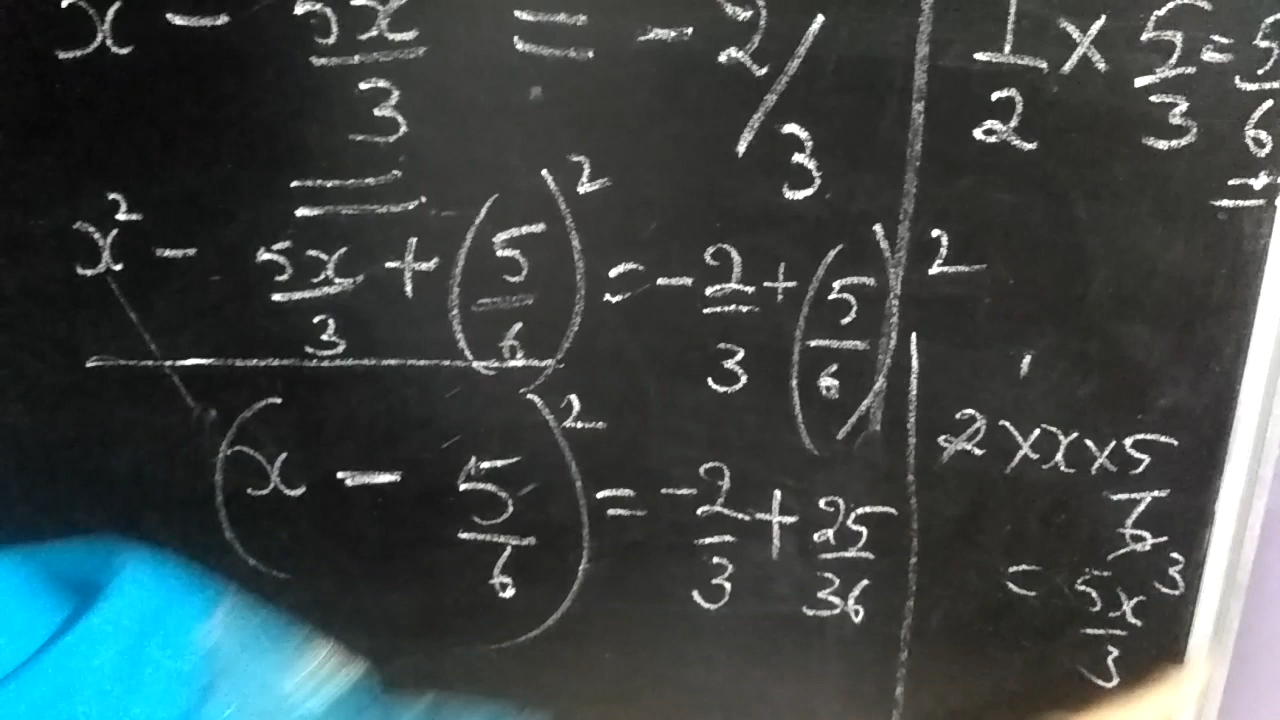 x - 5x/3 = - 2/3
x² - 5x/3 + (5/6)² = - 2/3 + (5/6)²
(x - 5/6)² = - 2/3 + 25/36
1/2 × 5/3 = 5/6
2 × x × 5/6 3
= 5x/3